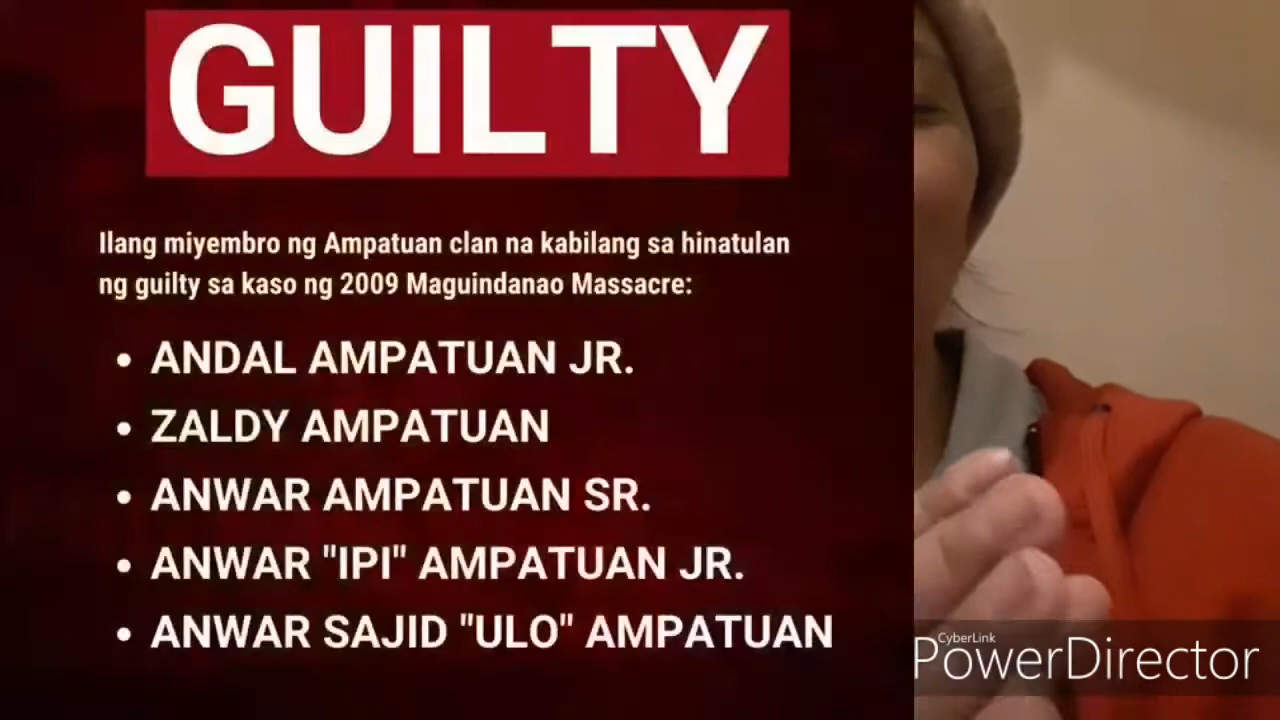 GUILTY
Ilang miyembro ng Ampatuan clan na kabilang sa hinatulan
ng guilty sa kaso ng 2009 Maguindanao Massacre:
• ANDAL AMPATUAN JR.
• ZALDY AMPATUAN
• ANWAR AMPATUAN SR.
• ANWAR "IPI" AMPATUAN JR.
• ANWAR SAJID "ULO" AMPATUAN
CyberLink
PowerDirector